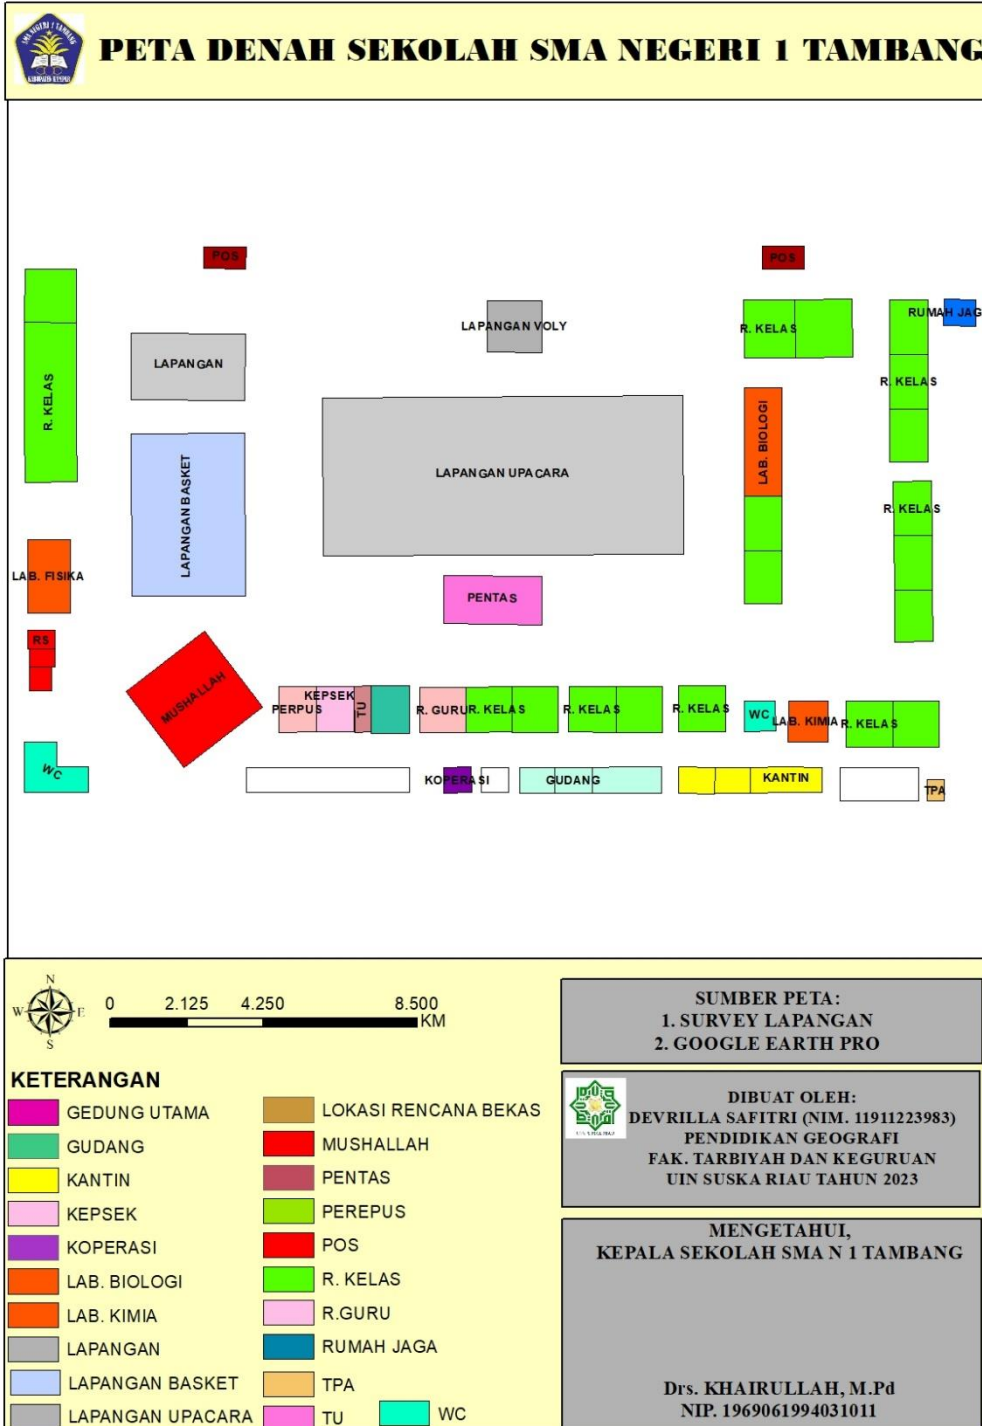 PETA DENAH SEKOLAH SMA NEGERI 1 TAMBANG
SMA NEGERI 1 TAMBANG
KABUPATEN KAMPAR
POS
POS
LAPANGAN VOLY
R. KELAS
RUMAH JAG
LAPANGAN
R. KELAS
R. KELAS
LAB. BIOLOGI
LAPANGAN UPACARA
LAPANGAN BASKET
R. KELAS
LAB. FISIKA
PENTAS
RS
MUSHALLAH
PERPUS
KEPSEK
TU
R. GURU
R. KELAS
R. KELAS
R. KELAS
WC
LAB. KIMIA
R. KELAS
WC
KOPERASI
GUDANG
KANTIN
TPA
N
W
E
S
0 2.125 4.250 8.500
KM
KETERANGAN
GEDUNG UTAMA
GUDANG
KANTIN
KEPSEK
KOPERASI
LAB. BIOLOGI
LAB. KIMIA
LAPANGAN
LAPANGAN BASKET
LAPANGAN UPACARA
LOKASI RENCANA BEKAS
MUSHALLAH
PENTAS
PEREPUS
POS
R. KELAS
R.GURU
RUMAH JAGA
TPA
TU
WC
SUMBER PETA:
1. SURVEY LAPANGAN
2. GOOGLE EARTH PRO
DIBUAT OLEH:
DEVRILLA SAFITRI (NIM. 11911223983)
PENDIDIKAN GEOGRAFI
FAK. TARBIYAH DAN KEGURUAN
UIN SUSKA RIAU TAHUN 2023
MENGETAHUI,
KEPALA SEKOLAH SMA N 1 TAMBANG
Drs. KHAIRULLAH, M.Pd
NIP. 1969061994031011